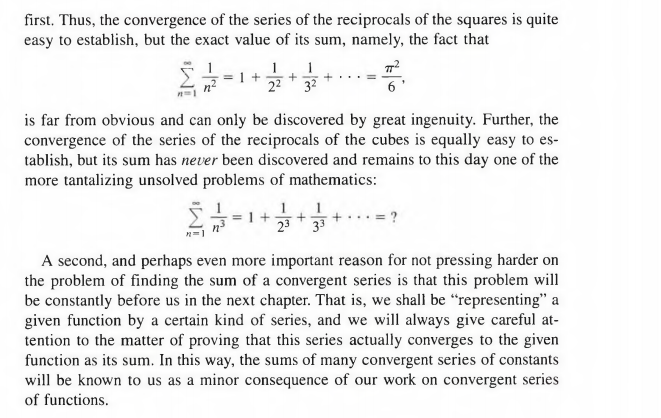 first. Thus, the convergence of the series of the reciprocals of the squares is quite
easy to establish, but the exact value of its sum, namely, the fact that
∑_{n=1}^{∞} 1/n² = 1 + 1/2² + 1/3² + · · · = π²/6 ,
is far from obvious and can only be discovered by great ingenuity. Further, the
convergence of the series of the reciprocals of the cubes is equally easy to es-
tablish, but its sum has never been discovered and remains to this day one of the
more tantalizing unsolved problems of mathematics:
∑_{n=1}^{∞} 1/n³ = 1 + 1/2³ + 1/3³ + · · · = ?
A second, and perhaps even more important reason for not pressing harder on
the problem of finding the sum of a convergent series is that this problem will
be constantly before us in the next chapter. That is, we shall be “representing” a
given function by a certain kind of series, and we will always give careful at-
tention to the matter of proving that this series actually converges to the given
function as its sum. In this way, the sums of many convergent series of constants
will be known to us as a minor consequence of our work on convergent series
of functions.